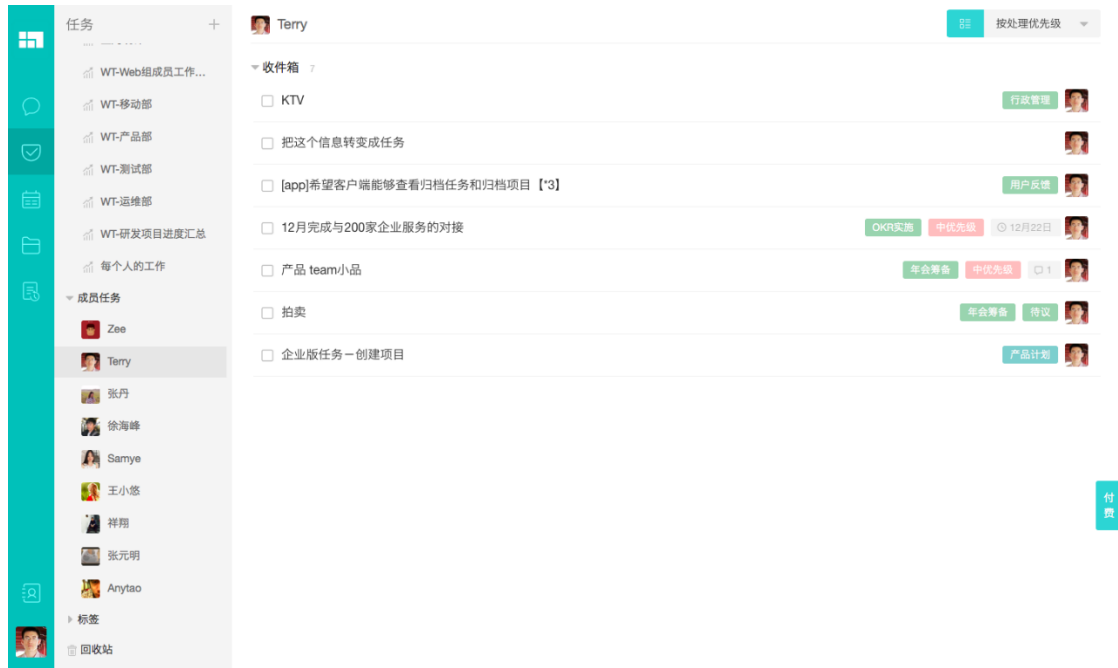 任务
Terry
按处理优先级
WT-Web组成员工作...
WT-移动部
WT-产品部
WT-测试部
WT-运维部
WT-研发项目进度汇总
每个人的工作
成员任务
Zee
Terry
张丹
徐海峰
Samye
王小悠
祥翔
张元明
Anytao
标签
回收站
收件箱 7
KTV 行政管理
把这个信息转变成任务
[app]希望客户端能够查看归档任务和归档项目【*3】 用户反馈
12月完成与200家企业服务的对接 OKR实施 中优先级 12月22日
产品 team小品 年会筹备 中优先级 1
拍卖 年会筹备 待议
企业版任务－创建项目 产品计划
付
费